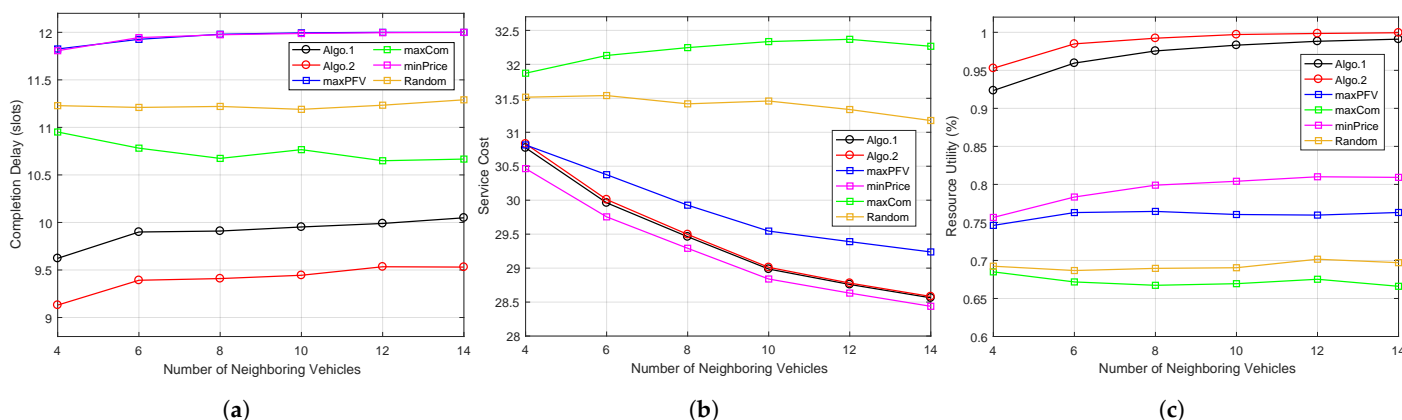 12
11.5
11
10.5
10
9.5
9
Completion Delay (slots)
Algo.1
Algo.2
maxPFV
maxCom
minPrice
Random
4 6 8 10 12 14
Number of Neighboring Vehicles
(a)
32.5
32
31.5
31
30.5
30
29.5
29
28.5
28
Service Cost
Algo.1
Algo.2
maxPFV
minPrice
maxCom
Random
4 6 8 10 12 14
Number of Neighboring Vehicles
(b)
1
0.95
0.9
0.85
0.8
0.75
0.7
0.65
0.6
Resource Utility (%)
Algo.1
Algo.2
maxPFV
maxCom
minPrice
Random
4 6 8 10 12 14
Number of Neighboring Vehicles
(c)